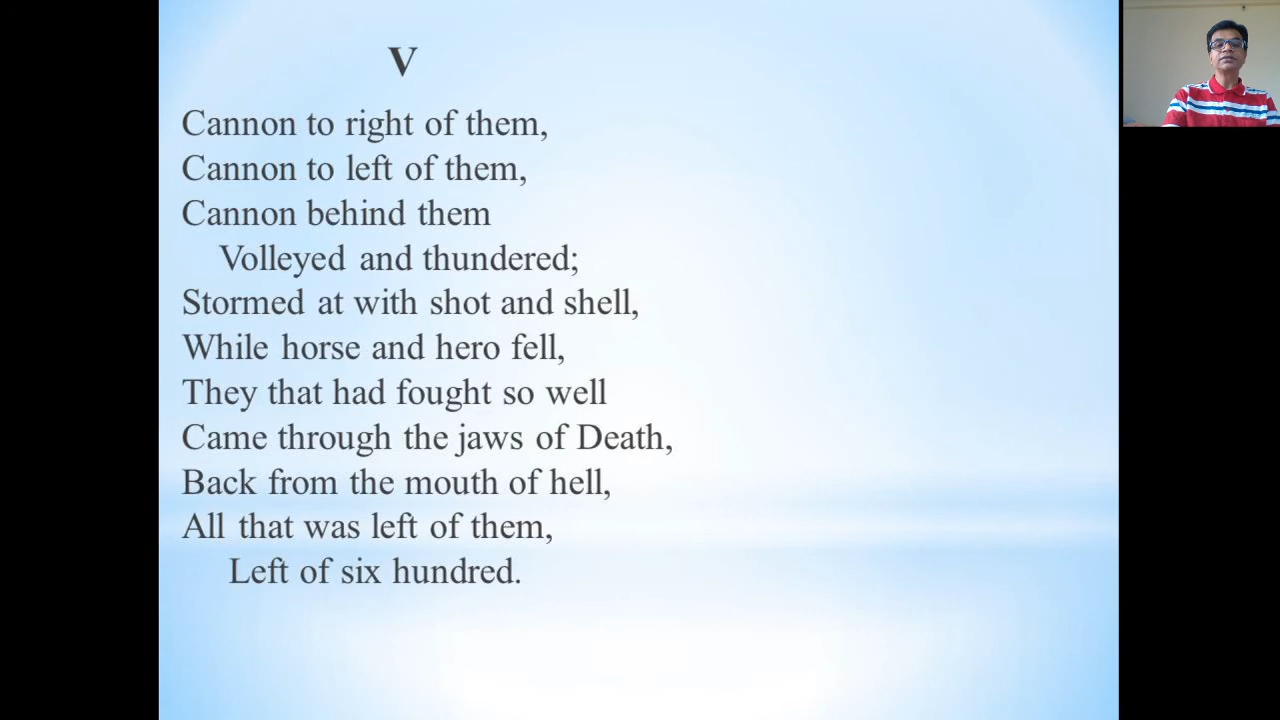 V
Cannon to right of them,
Cannon to left of them,
Cannon behind them
Volleyed and thundered;
Stormed at with shot and shell,
While horse and hero fell,
They that had fought so well
Came through the jaws of Death,
Back from the mouth of hell,
All that was left of them,
Left of six hundred.